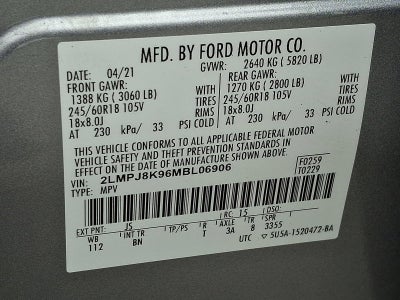 MFD. BY FORD MOTOR CO.
DATE: 04/21 GVWR: 2640 KG ( 5820 LB)
FRONT GAWR: REAR GAWR:
1388 KG ( 3060 LB) WITH 1270 KG ( 2800 LB) WITH
245/60R18 105V TIRES 245/60R18 105V TIRES
18x8.0J RIMS 18x8.0J RIMS
AT 230 kPa/ 33 PSI COLD AT 230 kPa/ 33 PSI COLD
THIS VEHICLE CONFORMS TO ALL APPLICABLE FEDERAL MOTOR
VEHICLE SAFETY AND BUMPER STANDARDS IN
EFFECT ON THE DATE OF MANUFACTURE SHOWN ABOVE.
VIN: 2LMPJ8K96MBL06906 F0259
TYPE: MPV T0229
EXT PNT: JS RC: 15 DSO:
WB INT TR TP/PS R AXLE TR SPR
112 BN T 3A 8 3355
UTC 5U5A-1520472-BA